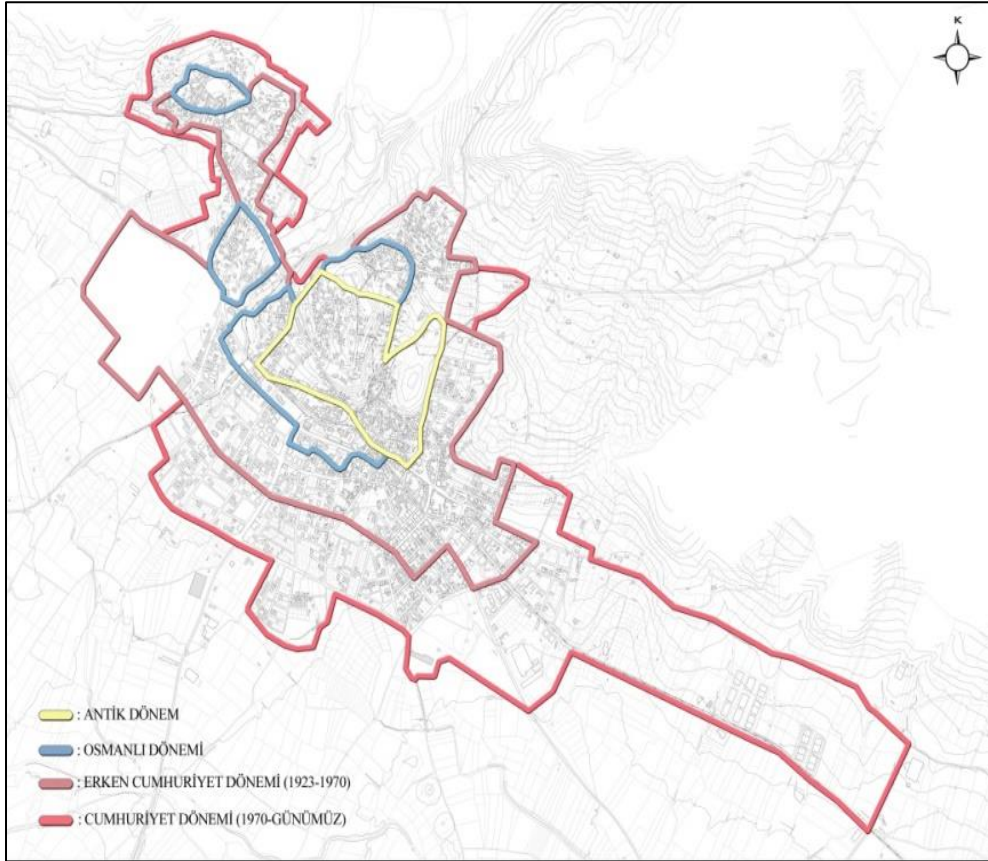 K
: ANTİK DÖNEM
: OSMANLI DÖNEMİ
: ERKEN CUMHURİYET DÖNEMİ (1923-1970)
: CUMHURİYET DÖNEMİ (1970-GÜNÜMÜZ)